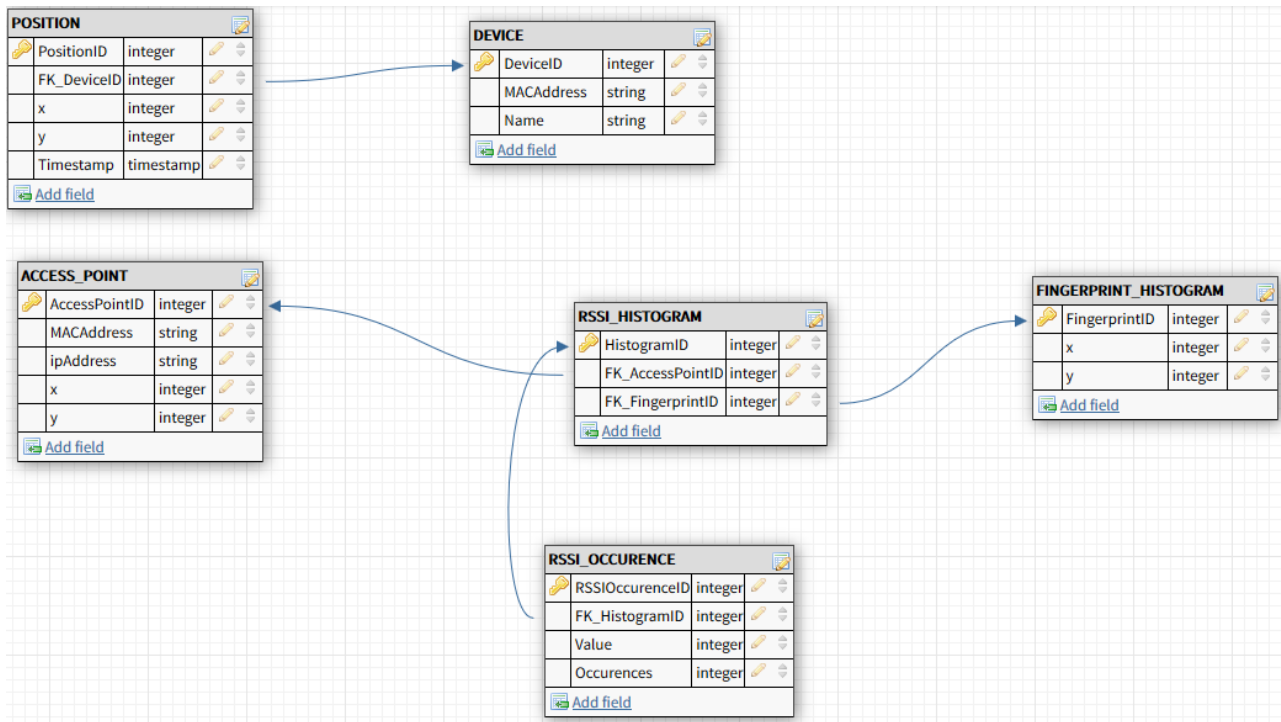 POSITION
PositionID integer
FK_DeviceID integer
x integer
y integer
Timestamp timestamp
Add field
DEVICE
DeviceID integer
MACAddress string
Name string
Add field
ACCESS_POINT
AccessPointID integer
MACAddress string
ipAddress string
x integer
y integer
Add field
RSSI_HISTOGRAM
HistogramID integer
FK_AccessPointID integer
FK_FingerprintID integer
Add field
FINGERPRINT_HISTOGRAM
FingerprintID integer
x integer
y integer
Add field
RSSI_OCCURENCE
RSSIOccurenceID integer
FK_HistogramID integer
Value integer
Occurences integer
Add field